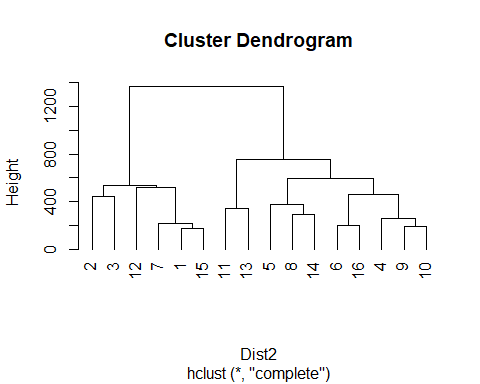 Cluster Dendrogram
Height
0 400 800 1200
2 3 12 7 1 15 11 13 5 8 14 6 16 4 9 10
Dist2
hclust (*, "complete")